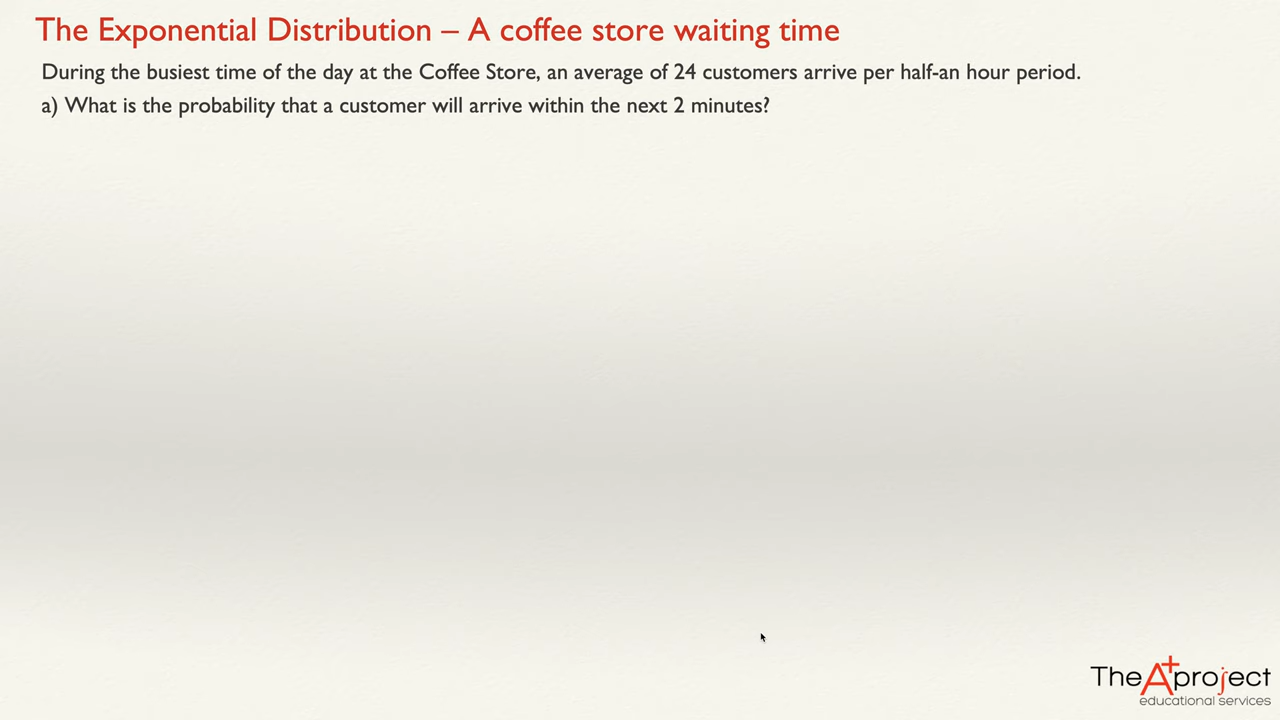 The Exponential Distribution – A coffee store waiting time
During the busiest time of the day at the Coffee Store, an average of 24 customers arrive per half-an hour period.
a) What is the probability that a customer will arrive within the next 2 minutes?
The A+ project
educational services